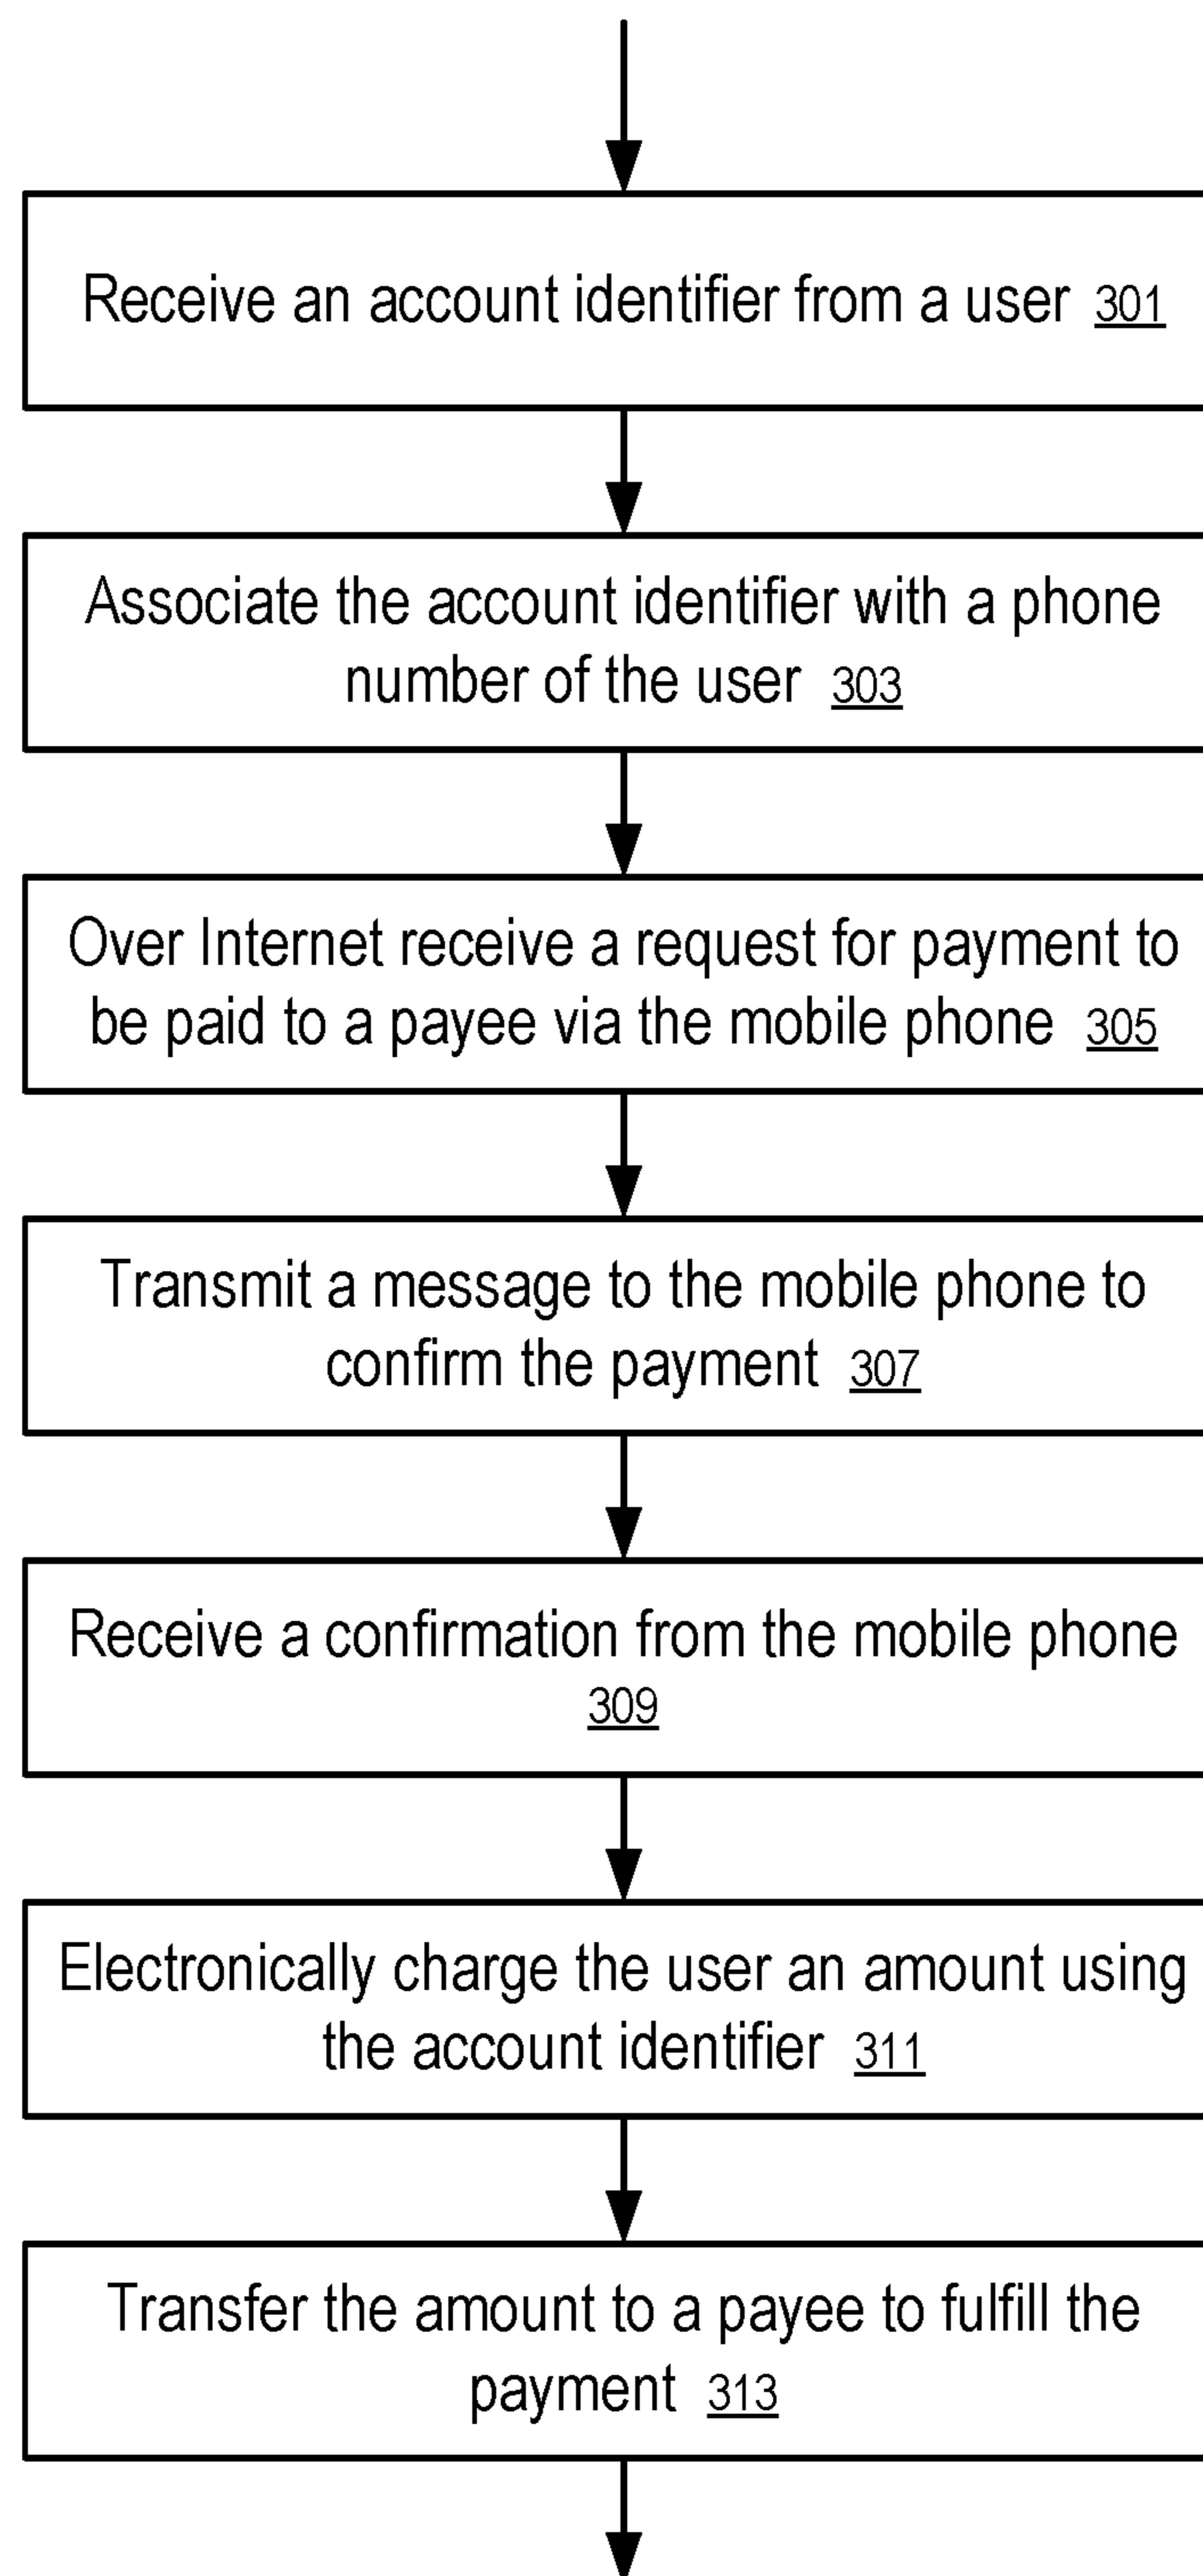 Receive an account identifier from a user 301
Associate the account identifier with a phone
number of the user 303
Over Internet receive a request for payment to
be paid to a payee via the mobile phone 305
Transmit a message to the mobile phone to
confirm the payment 307
Receive a confirmation from the mobile phone
309
Electronically charge the user an amount using
the account identifier 311
Transfer the amount to a payee to fulfill the
payment 313